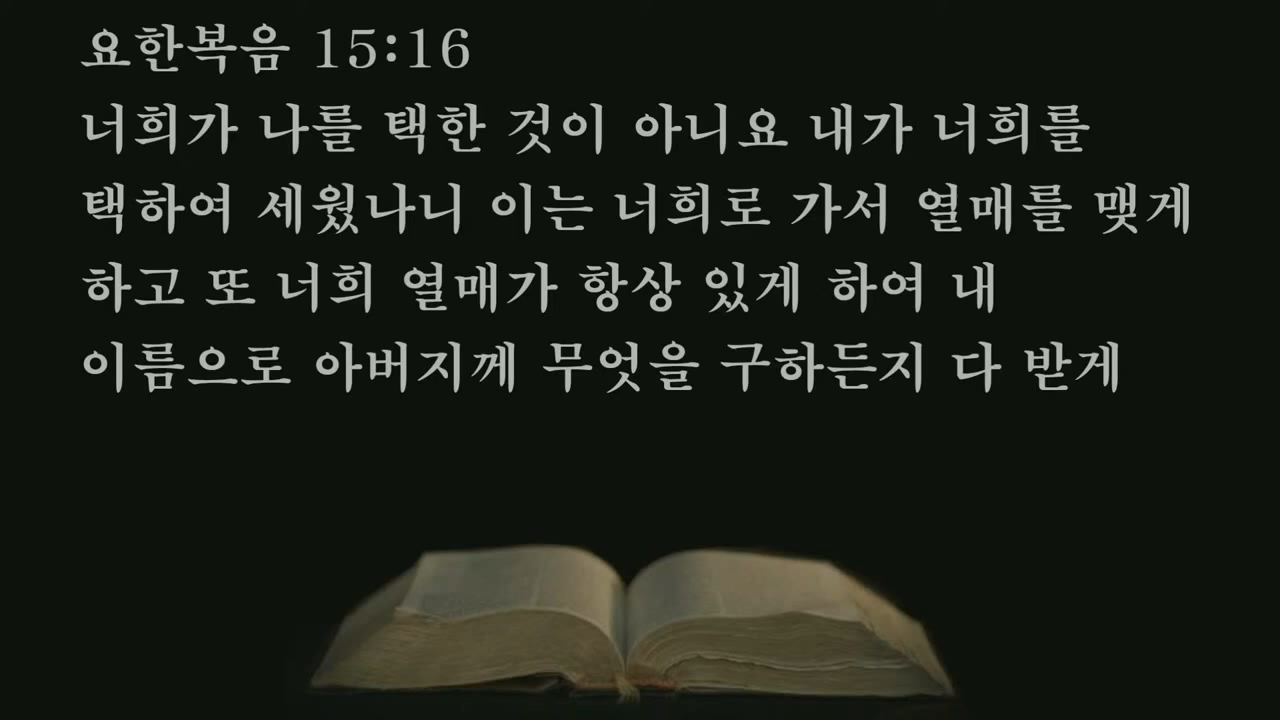 요한복음 15:16
너희가 나를 택한 것이 아니요 내가 너희를
택하여 세웠나니 이는 너희로 가서 열매를 맺게
하고 또 너희 열매가 항상 있게 하여 내
이름으로 아버지께 무엇을 구하든지 다 받게